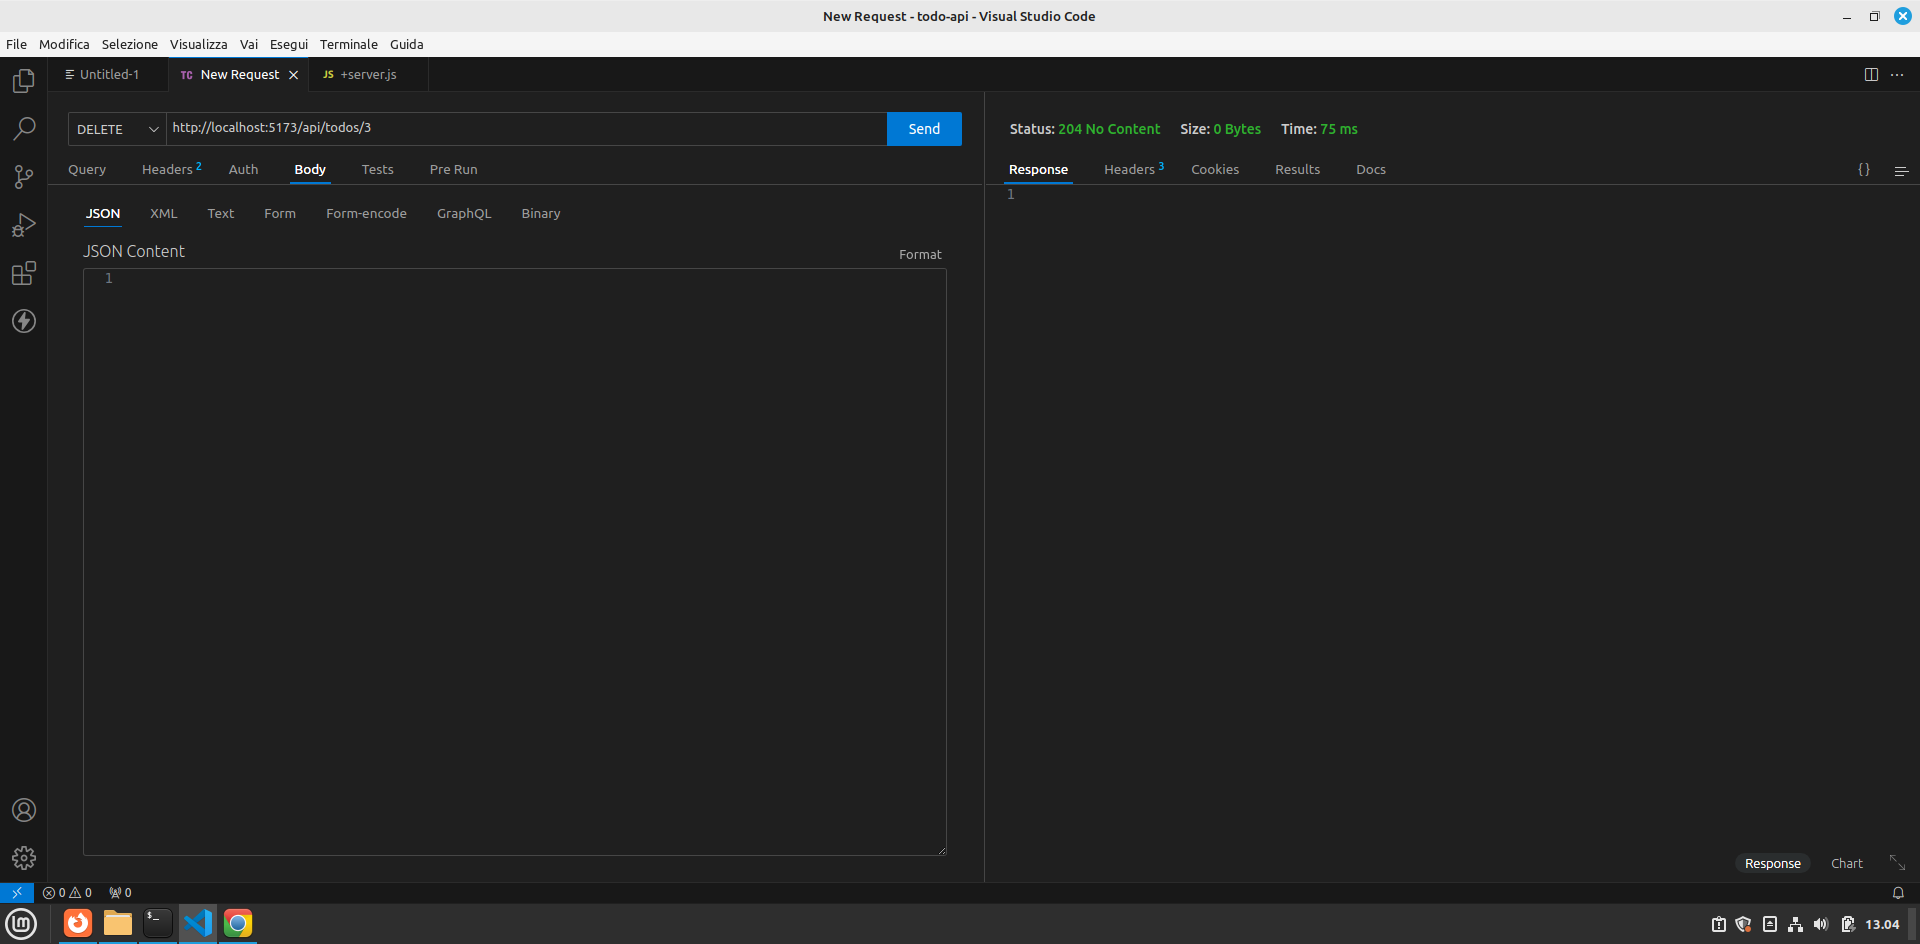 New Request - todo-api - Visual Studio Code
File Modifica Selezione Visualizza Vai Esegui Terminale Guida
Untitled-1 TC New Request JS +server.js
DELETE http://localhost:5173/api/todos/3 Send
Status: 204 No Content Size: 0 Bytes Time: 75 ms
Query Headers 2 Auth Body Tests Pre Run
Response Headers 3 Cookies Results Docs {}
JSON XML Text Form Form-encode GraphQL Binary
1
JSON Content Format
1
Response Chart
0 0 0
$_ 13.04